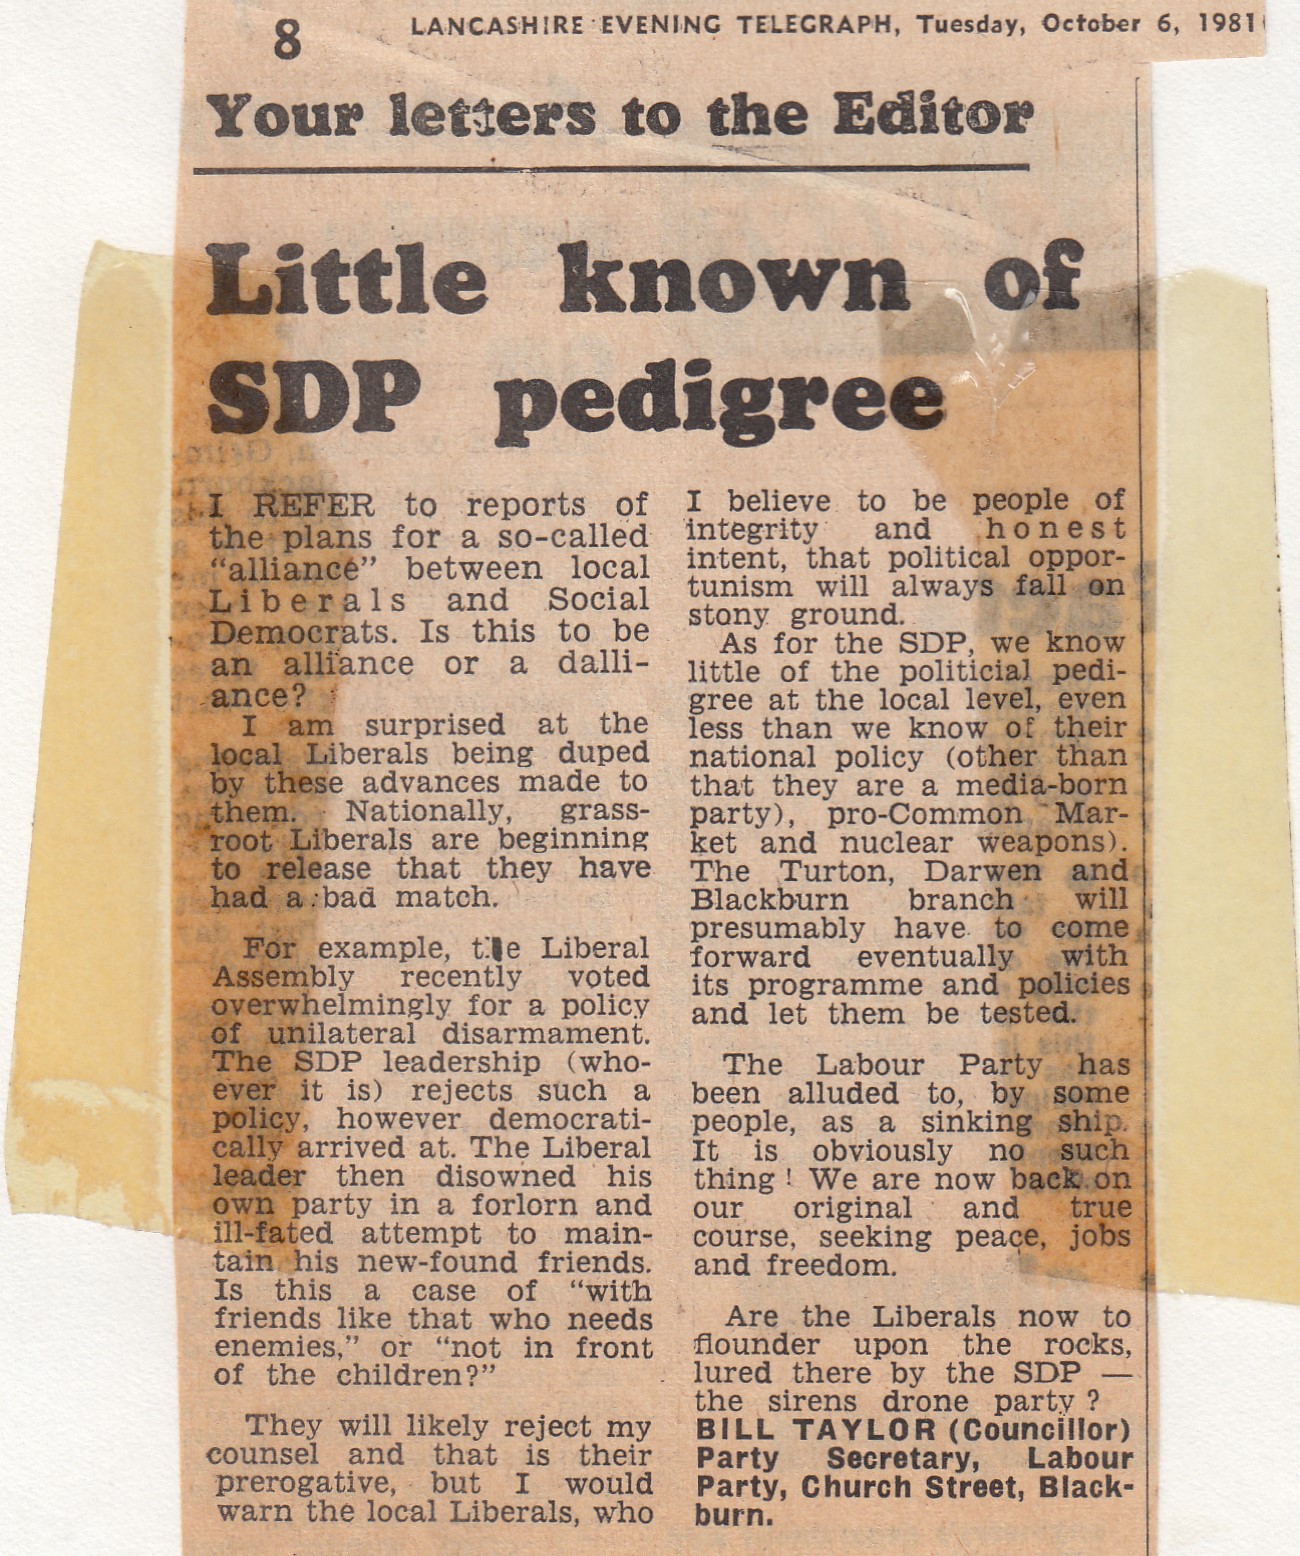 8
LANCASHIRE EVENING TELEGRAPH, Tuesday, October 6, 1981
Your letters to the Editor
Little known of
SDP pedigree
I REFER to reports of
the plans for a so-called
“alliance” between local
Liberals and Social
Democrats. Is this to be
an alliance or a dalli-
ance?
I am surprised at the
local Liberals being duped
by these advances made to
them. Nationally, grass-
root Liberals are beginning
to release that they have
had a bad match.
For example, the Liberal
Assembly recently voted
overwhelmingly for a policy
of unilateral disarmament.
The SDP leadership (who-
ever it is) rejects such a
policy, however democrati-
cally arrived at. The Liberal
leader then disowned his
own party in a forlorn and
ill-fated attempt to main-
tain his new-found friends.
Is this a case of “with
friends like that who needs
enemies,” or “not in front
of the children?”
They will likely reject my
counsel and that is their
prerogative, but I would
warn the local Liberals, who
I believe to be people of
integrity and honest
intent, that political oppor-
tunism will always fall on
stony ground.
As for the SDP, we know
little of the politicial pedi-
gree at the local level, even
less than we know of their
national policy (other than
that they are a media-born
party), pro-Common Mar-
ket and nuclear weapons).
The Turton, Darwen and
Blackburn branch will
presumably have to come
forward eventually with
its programme and policies
and let them be tested.
The Labour Party has
been alluded to, by some
people, as a sinking ship.
It is obviously no such
thing! We are now back on
our original and true
course, seeking peace, jobs
and freedom.
Are the Liberals now to
flounder upon the rocks,
lured there by the SDP —
the sirens drone party?
BILL TAYLOR (Councillor)
Party Secretary, Labour
Party, Church Street, Black-
burn.